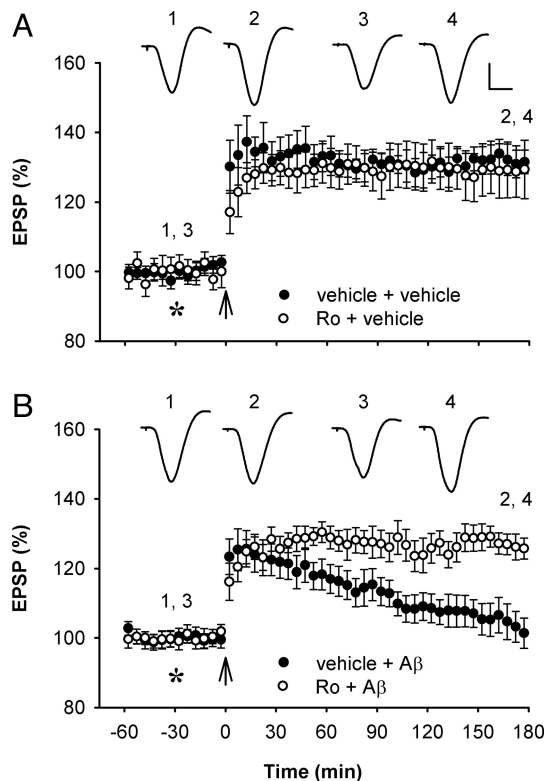 A
1 2 3 4
160
2, 4
140
EPSP (%)
120
1, 3
100
*
vehicle + vehicle
Ro + vehicle
80
B
1 2 3 4
160
2, 4
140
EPSP (%)
120
1, 3
100
*
vehicle + Aβ
Ro + Aβ
80
-60 -30 0 30 60 90 120 150 180
Time (min)